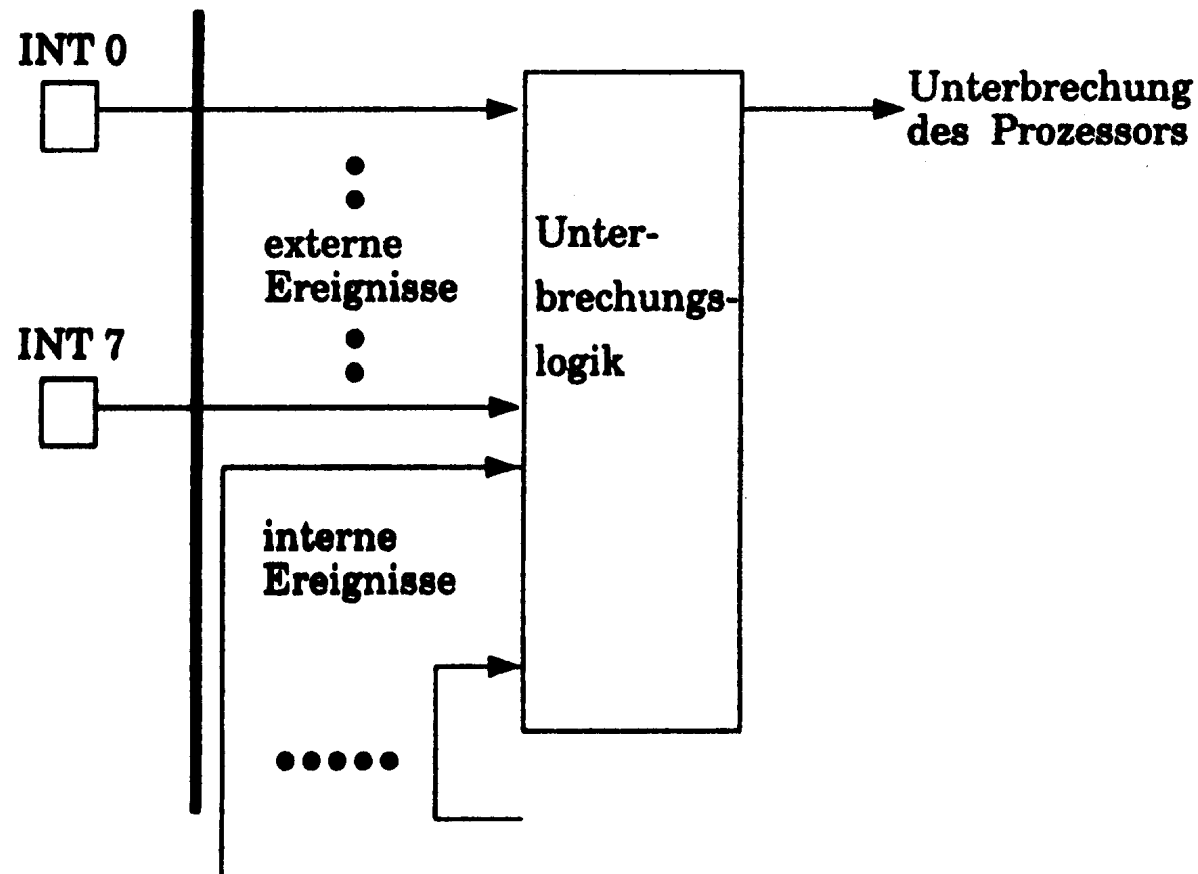 INT 0
Unterbrechung
des Prozessors
externe
Ereignisse
Unter-
brechungs-
logik
INT 7
interne
Ereignisse